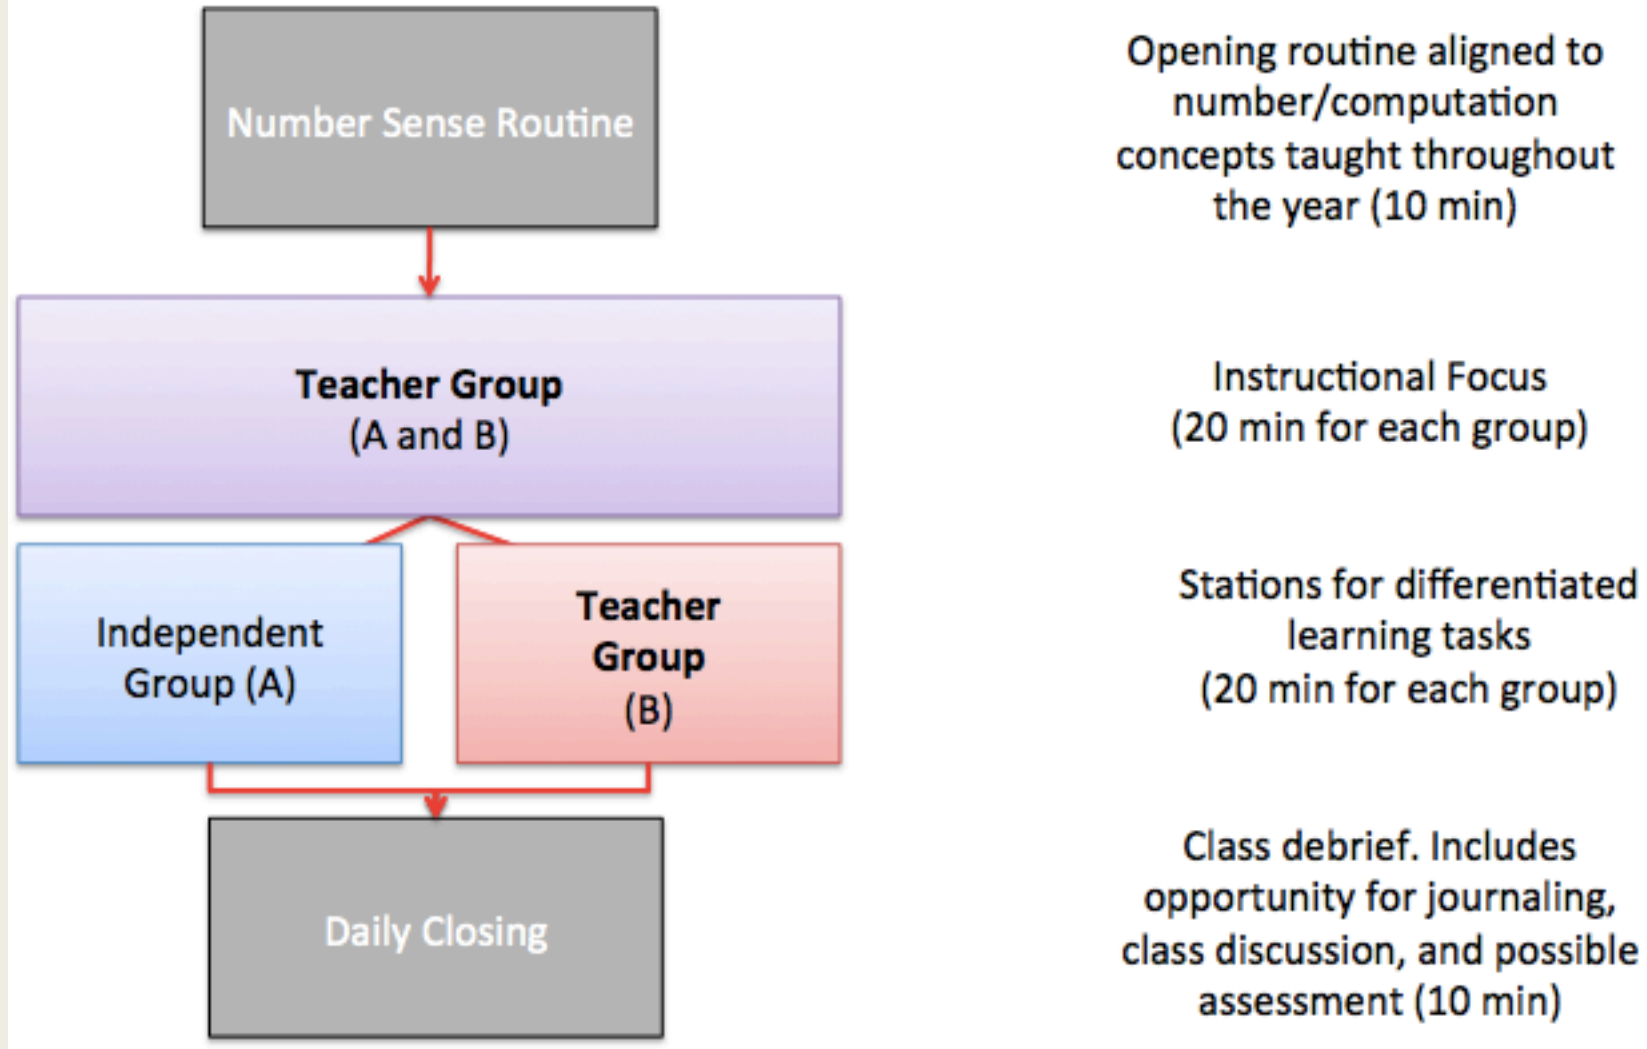 Number Sense Routine
Opening routine aligned to
number/computation
concepts taught throughout
the year (10 min)
Teacher Group
(A and B)
Instructional Focus
(20 min for each group)
Independent
Group (A)
Teacher
Group
(B)
Stations for differentiated
learning tasks
(20 min for each group)
Daily Closing
Class debrief. Includes
opportunity for journaling,
class discussion, and possible
assessment (10 min)